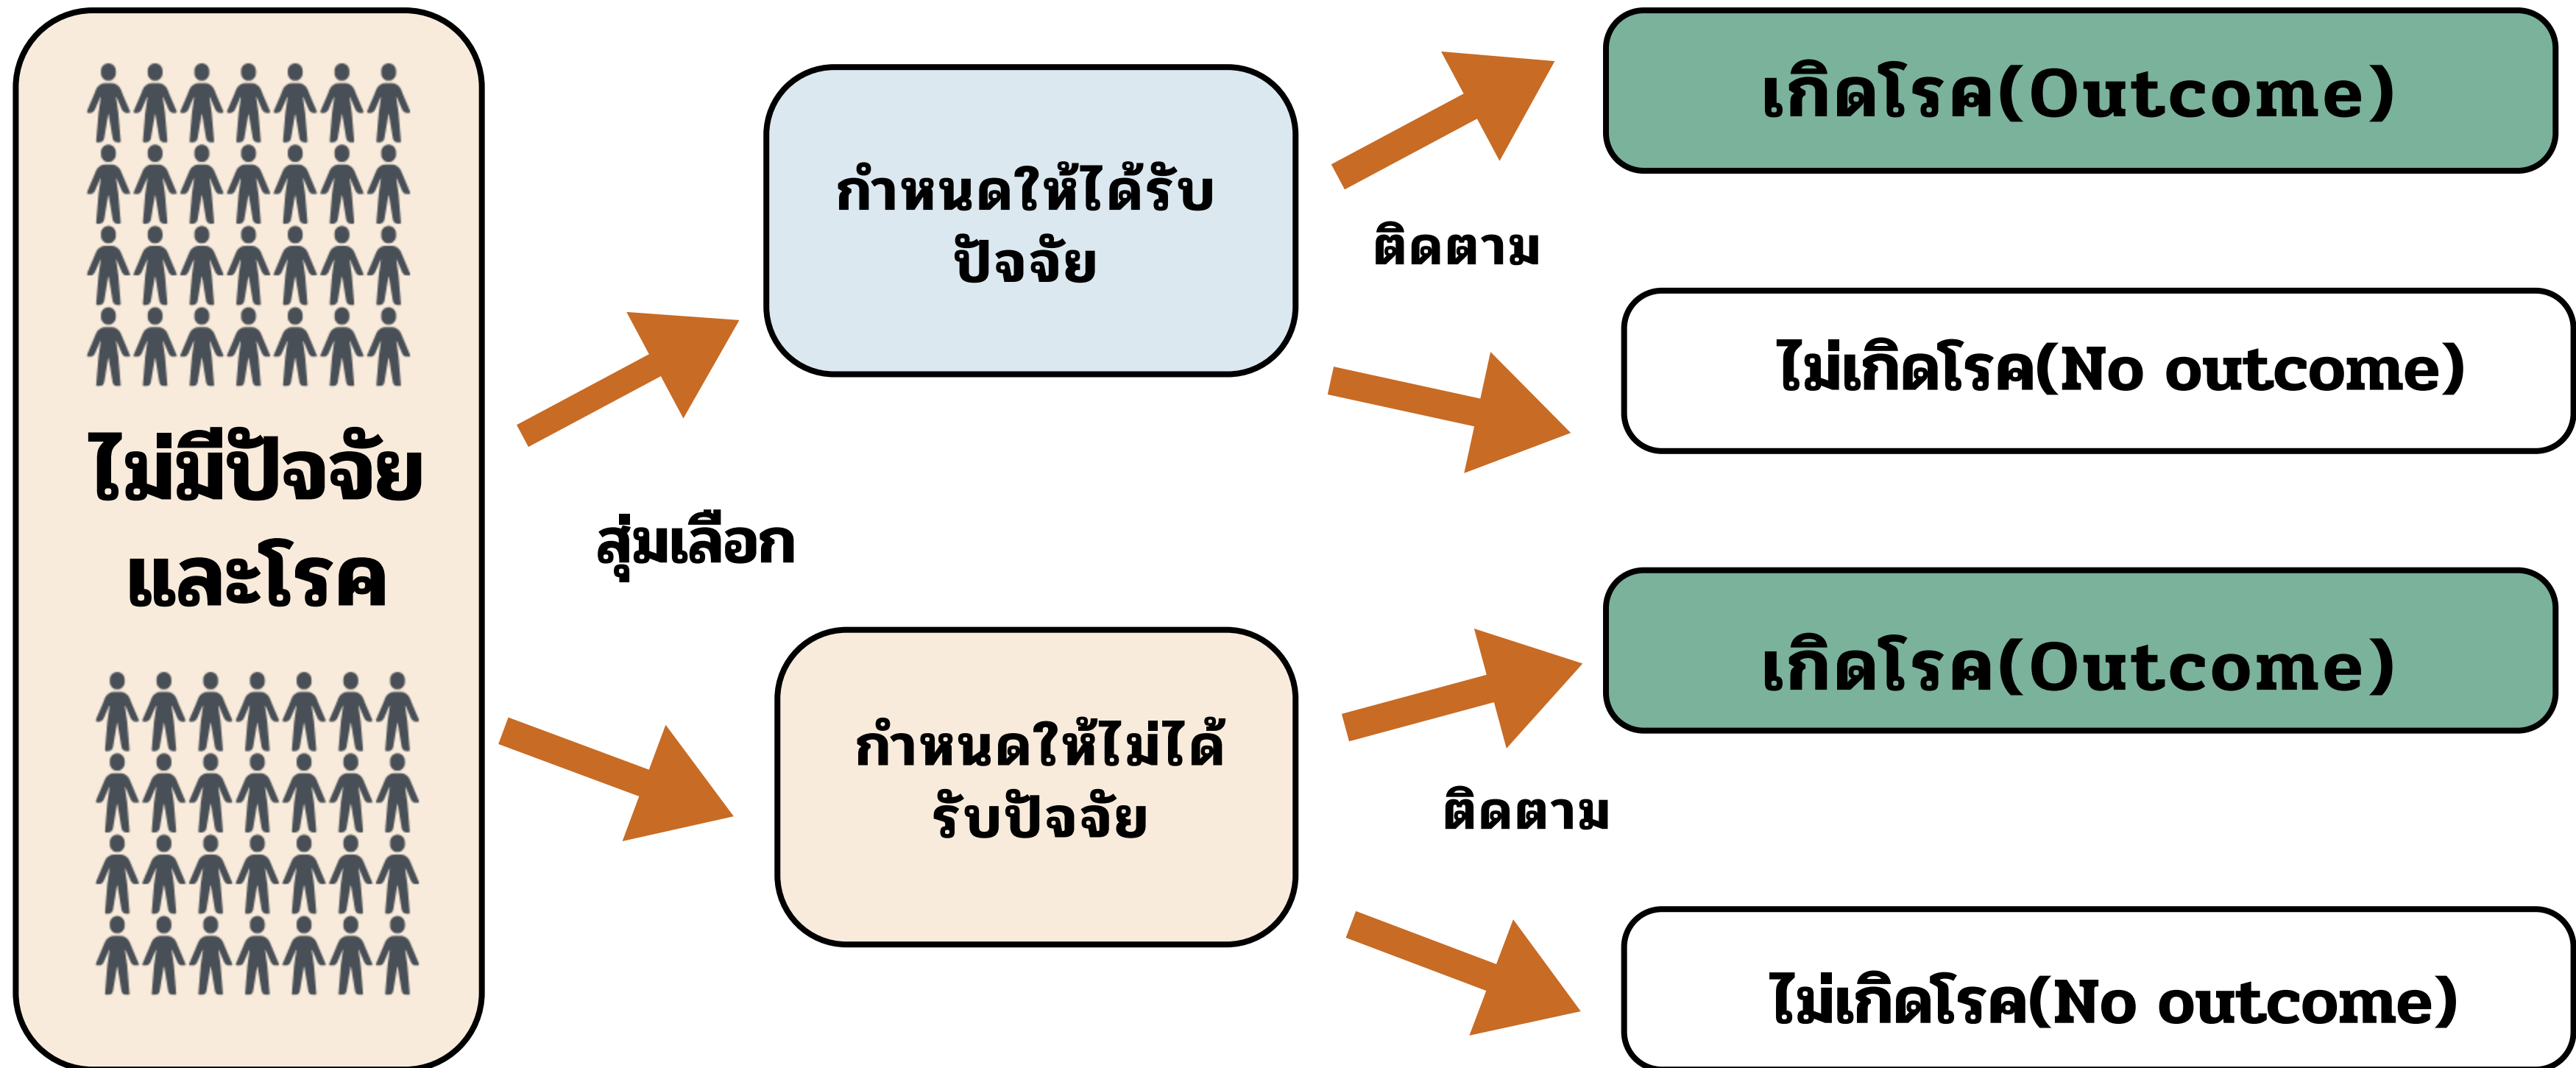 ไม่มีปัจจัย
และโรค
สุ่มเลือก
กำหนดให้ได้รับ
ปัจจัย
ติดตาม
เกิดโรค(Outcome)
ไม่เกิดโรค(No outcome)
กำหนดให้ไม่ได้
รับปัจจัย
ติดตาม
เกิดโรค(Outcome)
ไม่เกิดโรค(No outcome)